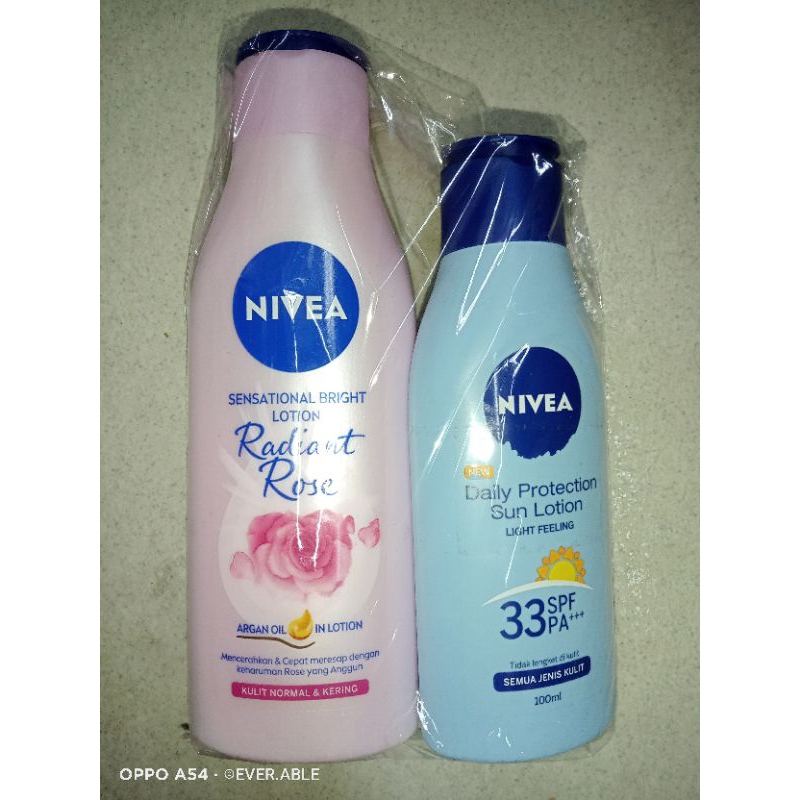 NIVEA
SENSATIONAL BRIGHT
LOTION
Radiant
Rose
ARGAN OIL IN LOTION
Mencerahkan & Cepat meresap dengan
keharuman Rose yang Anggun
KULIT NORMAL & KERING
NIVEA
NEW
Daily Protection
Sun Lotion
LIGHT FEELING
33 SPF
PA+++
Tidak lengket di kulit
SEMUA JENIS KULIT
100ml
OPPO A54 · ©EVER.ABLE